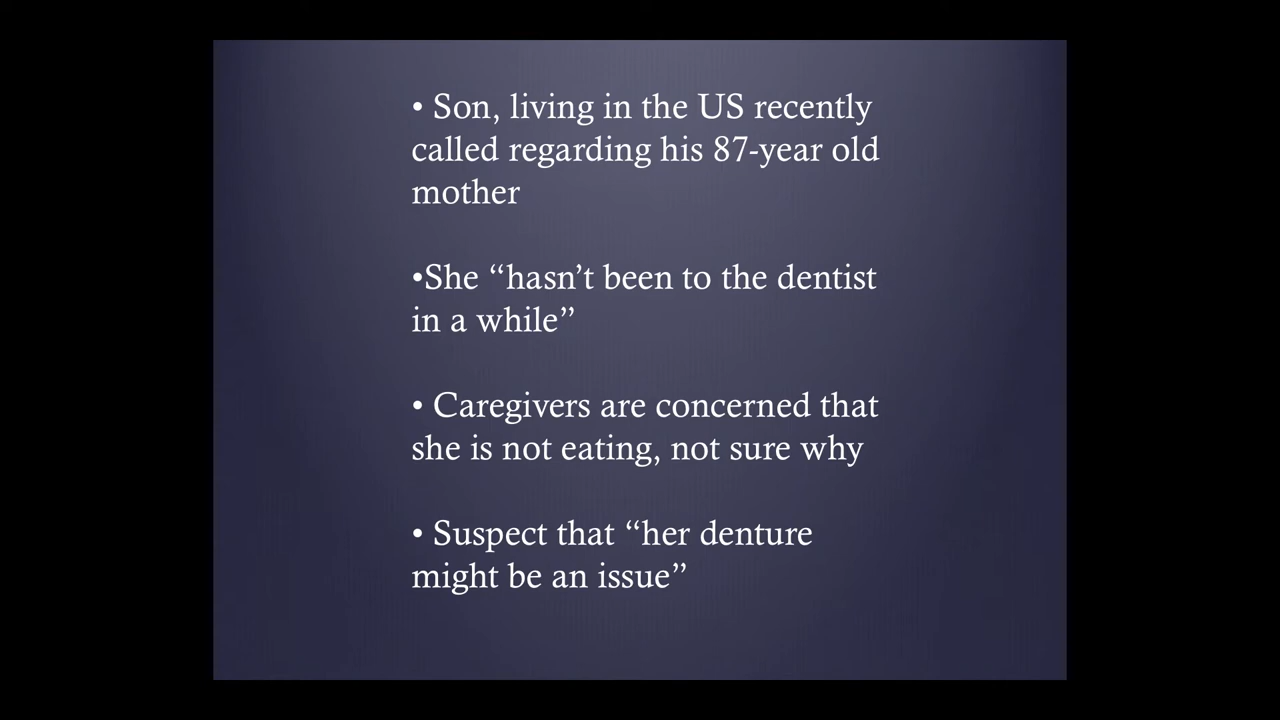 • Son, living in the US recently
called regarding his 87-year old
mother
•She “hasn’t been to the dentist
in a while”
• Caregivers are concerned that
she is not eating, not sure why
• Suspect that “her denture
might be an issue”